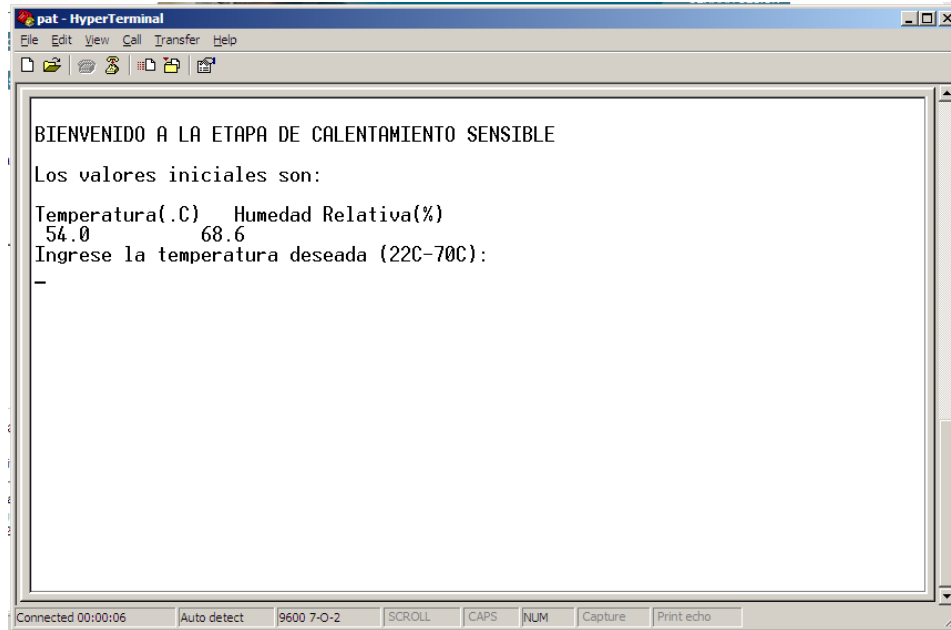 pat - HyperTerminal
File Edit View Call Transfer Help
BIENVENIDO A LA ETAPA DE CALENTAMIENTO SENSIBLE
Los valores iniciales son:
Temperatura(.C) Humedad Relativa(%)
54.0 68.6
Ingrese la temperatura deseada (22C-70C):
Connected 00:00:06 Auto detect 9600 7-O-2 SCROLL CAPS NUM Capture Print echo